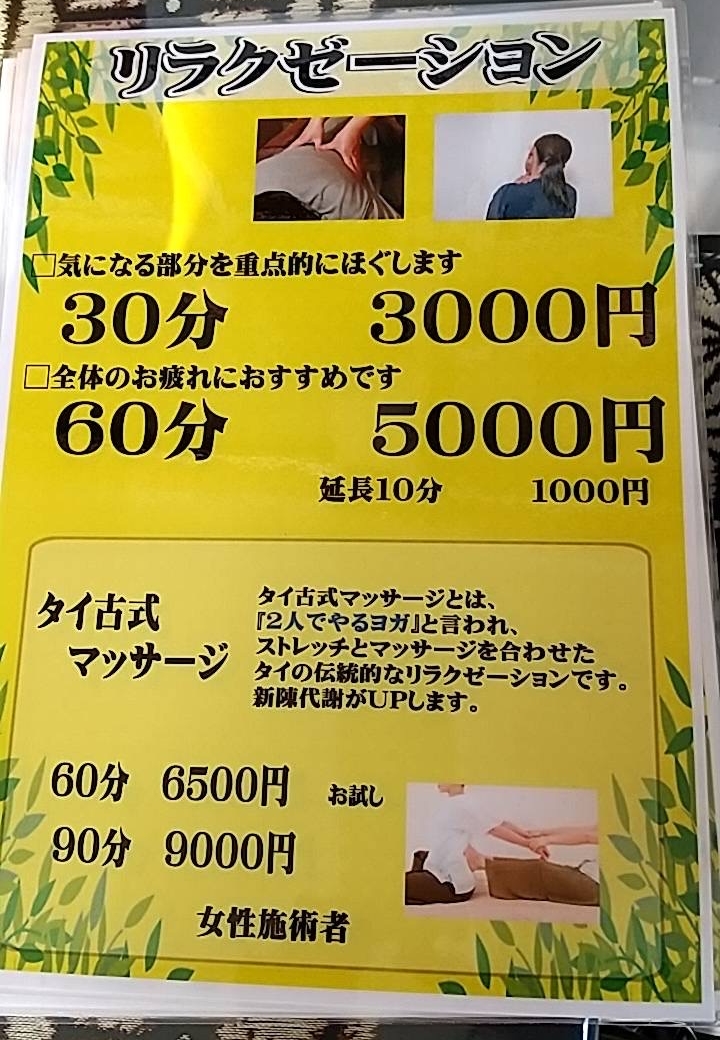 リラクゼーション
□気になる部分を重点的にほぐします
30分 3000円
□全体のお疲れにおすすめです
60分 5000円
延長10分 1000円
タイ古式
マッサージ
タイ古式マッサージとは、
『2人でやるヨガ』と言われ、
ストレッチとマッサージを合わせた
タイの伝統的なリラクゼーションです。
新陳代謝がUPします。
60分 6500円 お試し
90分 9000円
女性施術者